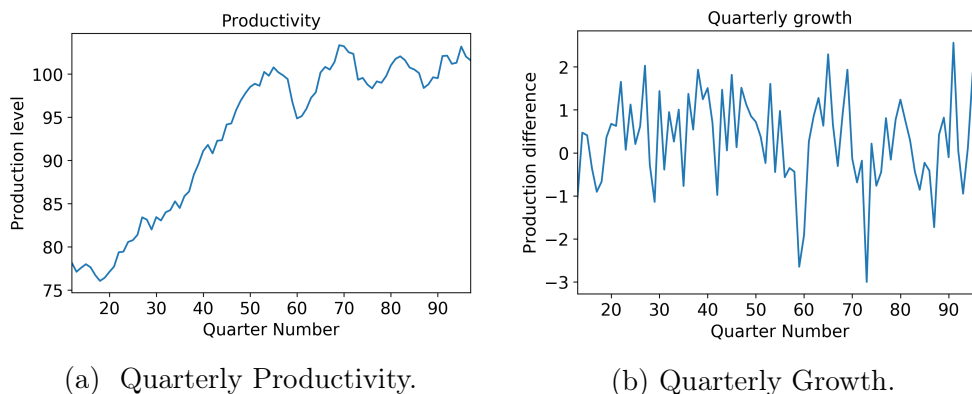 Productivity
100
95
90
85
80
75
Production level
20 30 40 50 60 70 80 90
Quarter Number
(a) Quarterly Productivity.
Quarterly growth
2
1
0
−1
−2
−3
Production difference
20 30 40 50 60 70 80 90
Quarter Number
(b) Quarterly Growth.